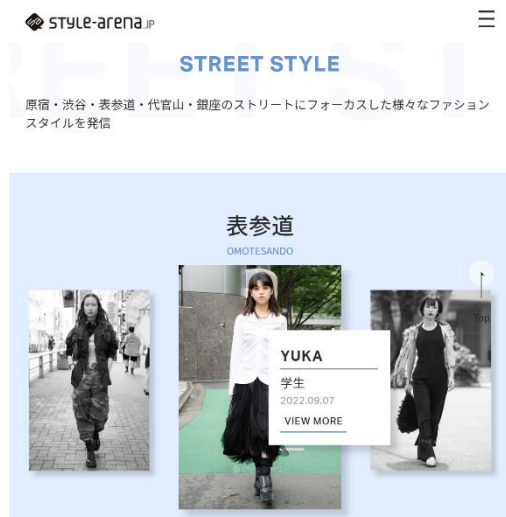 STYLE-arena.JP
STREET STYLE
原宿・渋谷・表参道・代官山・銀座のストリートにフォーカスした様々なファッション
スタイルを発信
表参道
OMOTESANDO
Top
YUKA
学生
2022.09.07
VIEW MORE